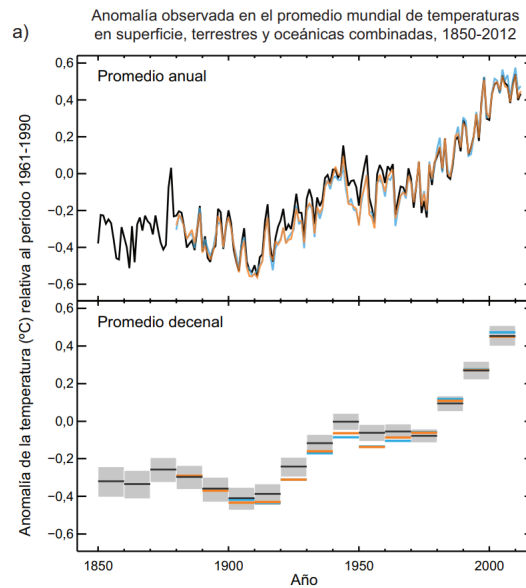 Anomalía observada en el promedio mundial de temperaturas
en superficie, terrestres y oceánicas combinadas, 1850-2012
a)
Anomalía de la temperatura (ºC) relativa al período 1961-1990
Promedio anual
0,6
0,4
0,2
0,0
−0,2
−0,4
−0,6
Promedio decenal
0,6
0,4
0,2
0,0
−0,2
−0,4
−0,6
1850
1900
1950
2000
Año